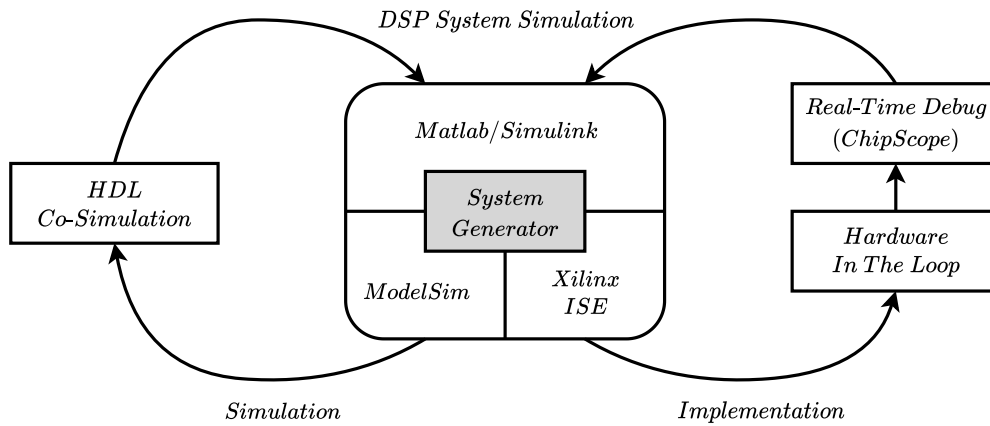 DSP System Simulation
Matlab/Simulink
Real-Time Debug
(ChipScope)
HDL
Co-Simulation
System
Generator
Hardware
In The Loop
ModelSim
Xilinx
ISE
Simulation
Implementation